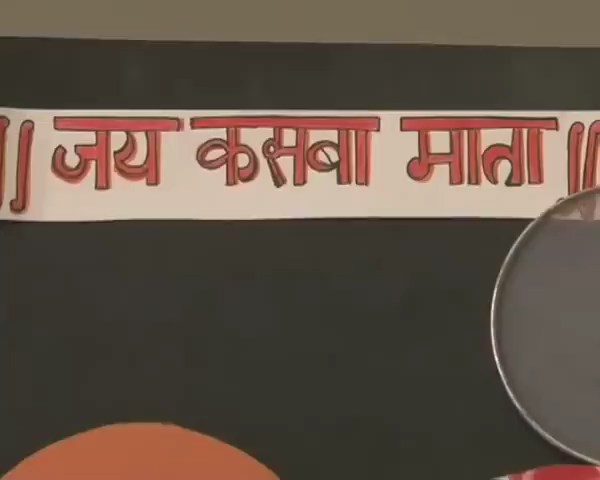 ॥ जय कसबा माता ॥